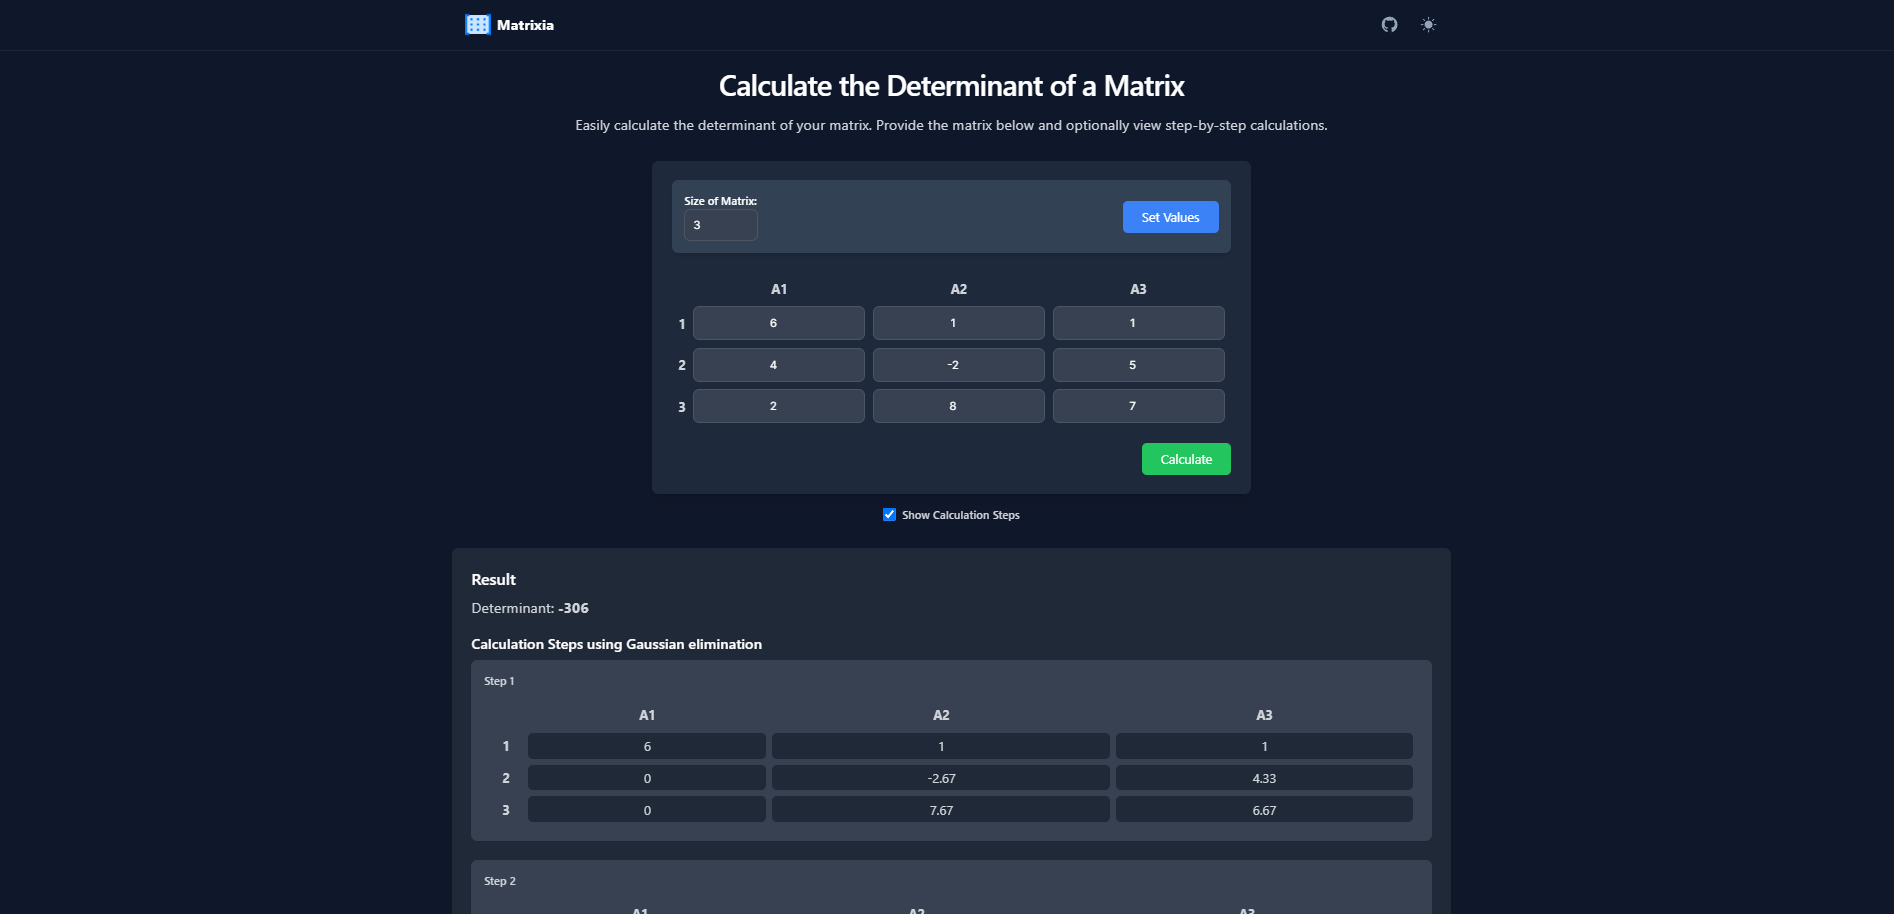 Matrixia
Calculate the Determinant of a Matrix
Easily calculate the determinant of your matrix. Provide the matrix below and optionally view step-by-step calculations.
Size of Matrix:
3
Set Values
A1 A2 A3
1 6 1 1
2 4 -2 5
3 2 8 7
Calculate
Show Calculation Steps
Result
Determinant: -306
Calculation Steps using Gaussian elimination
Step 1
A1 A2 A3
1 6 1 1
2 0 -2.67 4.33
3 0 7.67 6.67
Step 2
A1 A2 A3